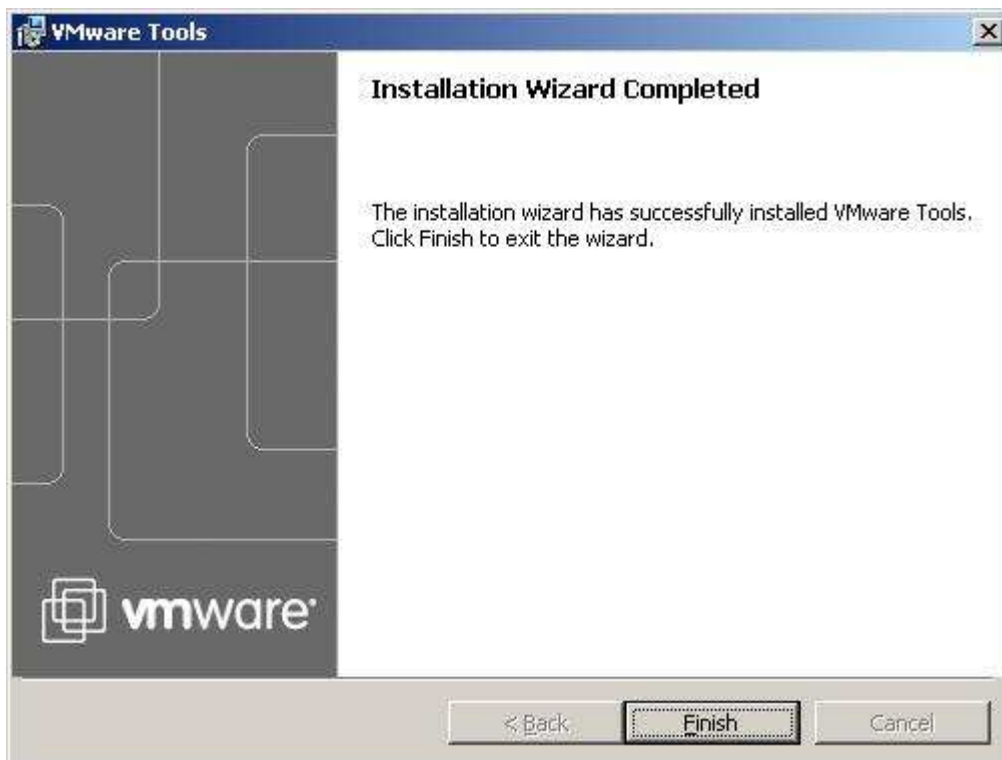 VMware Tools
Installation Wizard Completed
The installation wizard has successfully installed VMware Tools.
Click Finish to exit the wizard.
vmware
< Back
Finish
Cancel